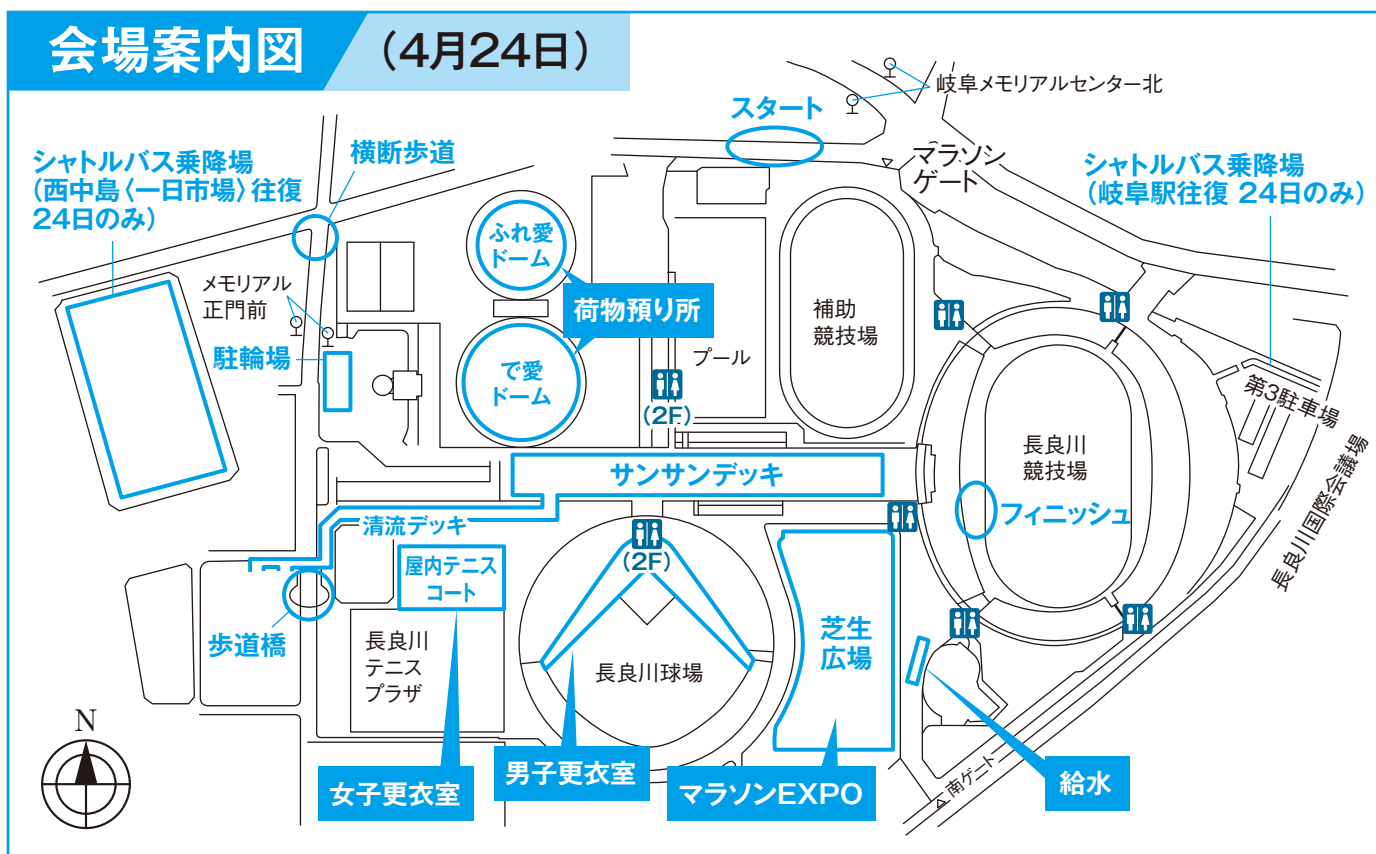 会場案内図
（4月24日）
岐阜メモリアルセンター北
スタート
横断歩道
シャトルバス乗降場
（西中島〈一日市場〉往復
24日のみ）
マラソン
ゲート
シャトルバス乗降場
（岐阜駅往復 24日のみ）
ふれ愛
ドーム
メモリアル
正門前
荷物預り所
補助
競技場
駐輪場
プール
で愛
ドーム
(2F)
第3駐車場
長良川
競技場
サンサンデッキ
長良川国際会議場
フィニッシュ
清流デッキ
(2F)
屋内テニス
コート
歩道橋
長良川
テニス
プラザ
長良川球場
芝生
広場
N
女子更衣室
男子更衣室
マラソンEXPO
南ゲート
給水